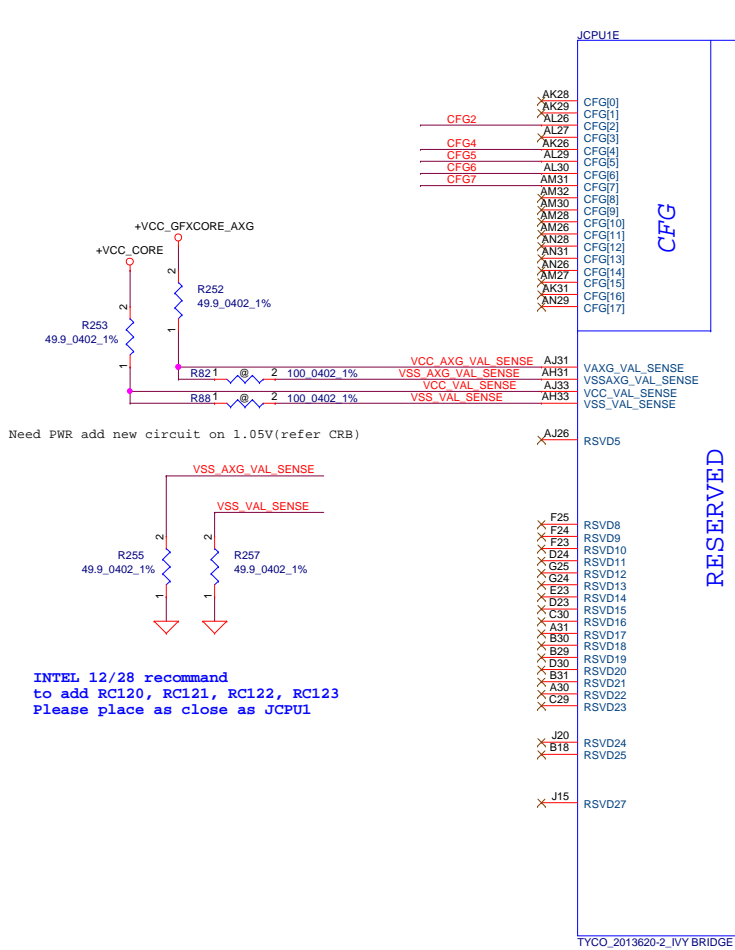 JCPU1E
AK28 CFG[0]
AK29 CFG[1]
CFG2 AL26 CFG[2]
AL27 CFG[3]
CFG4 AK26 CFG[4]
CFG5 AL29 CFG[5]
CFG6 AL30 CFG[6]
CFG7 AM31 CFG[7]
AM32 CFG[8]
AM30 CFG[9]
AM28 CFG[10]
AM26 CFG[11]
AN28 CFG[12]
AN31 CFG[13]
AN26 CFG[14]
AM27 CFG[15]
AK31 CFG[16]
AN29 CFG[17]
CFG
+VCC_GFXCORE_AXG
+VCC_CORE
2
R252
49.9_0402_1%
1
2
R253
49.9_0402_1%
1
VCC_AXG_VAL_SENSE AJ31 VAXG_VAL_SENSE
R82 1 @ 2 100_0402_1% VSS_AXG_VAL_SENSE AH31 VSSAXG_VAL_SENSE
VCC_VAL_SENSE AJ33 VCC_VAL_SENSE
R88 1 @ 2 100_0402_1% VSS_VAL_SENSE AH33 VSS_VAL_SENSE
Need PWR add new circuit on 1.05V(refer CRB)
AJ26 RSVD5
VSS_AXG_VAL_SENSE
VSS_VAL_SENSE
2
R255
49.9_0402_1%
1
2
R257
49.9_0402_1%
1
RESERVED
F25 RSVD8
F24 RSVD9
F23 RSVD10
D24 RSVD11
G25 RSVD12
G24 RSVD13
E23 RSVD14
D23 RSVD15
C30 RSVD16
A31 RSVD17
B30 RSVD18
B29 RSVD19
D30 RSVD20
B31 RSVD21
A30 RSVD22
C29 RSVD23
INTEL 12/28 recommand
to add RC120, RC121, RC122, RC123
Please place as close as JCPU1
J20 RSVD24
B18 RSVD25
J15 RSVD27
TYCO_2013620-2_IVY BRIDGE